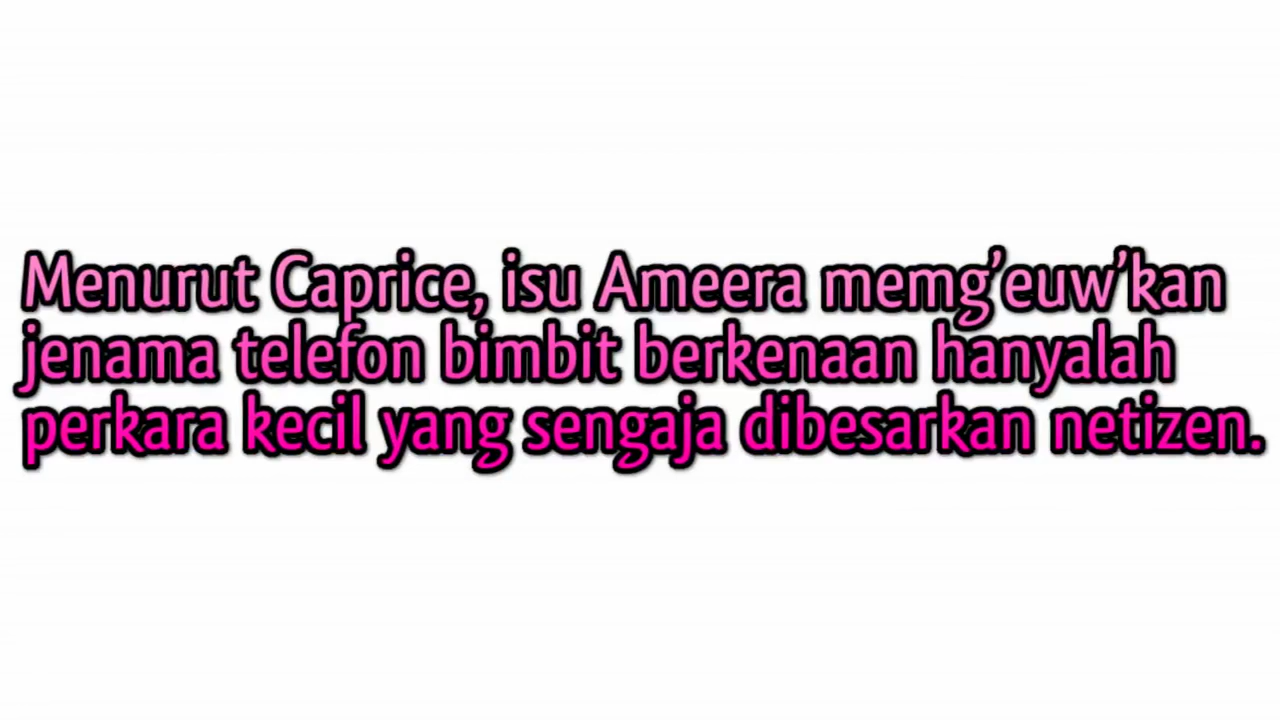 Menurut Caprice, isu Ameera memg’euw’kan
jenama telefon bimbit berkenaan hanyalah
perkara kecil yang sengaja dibesarkan netizen.